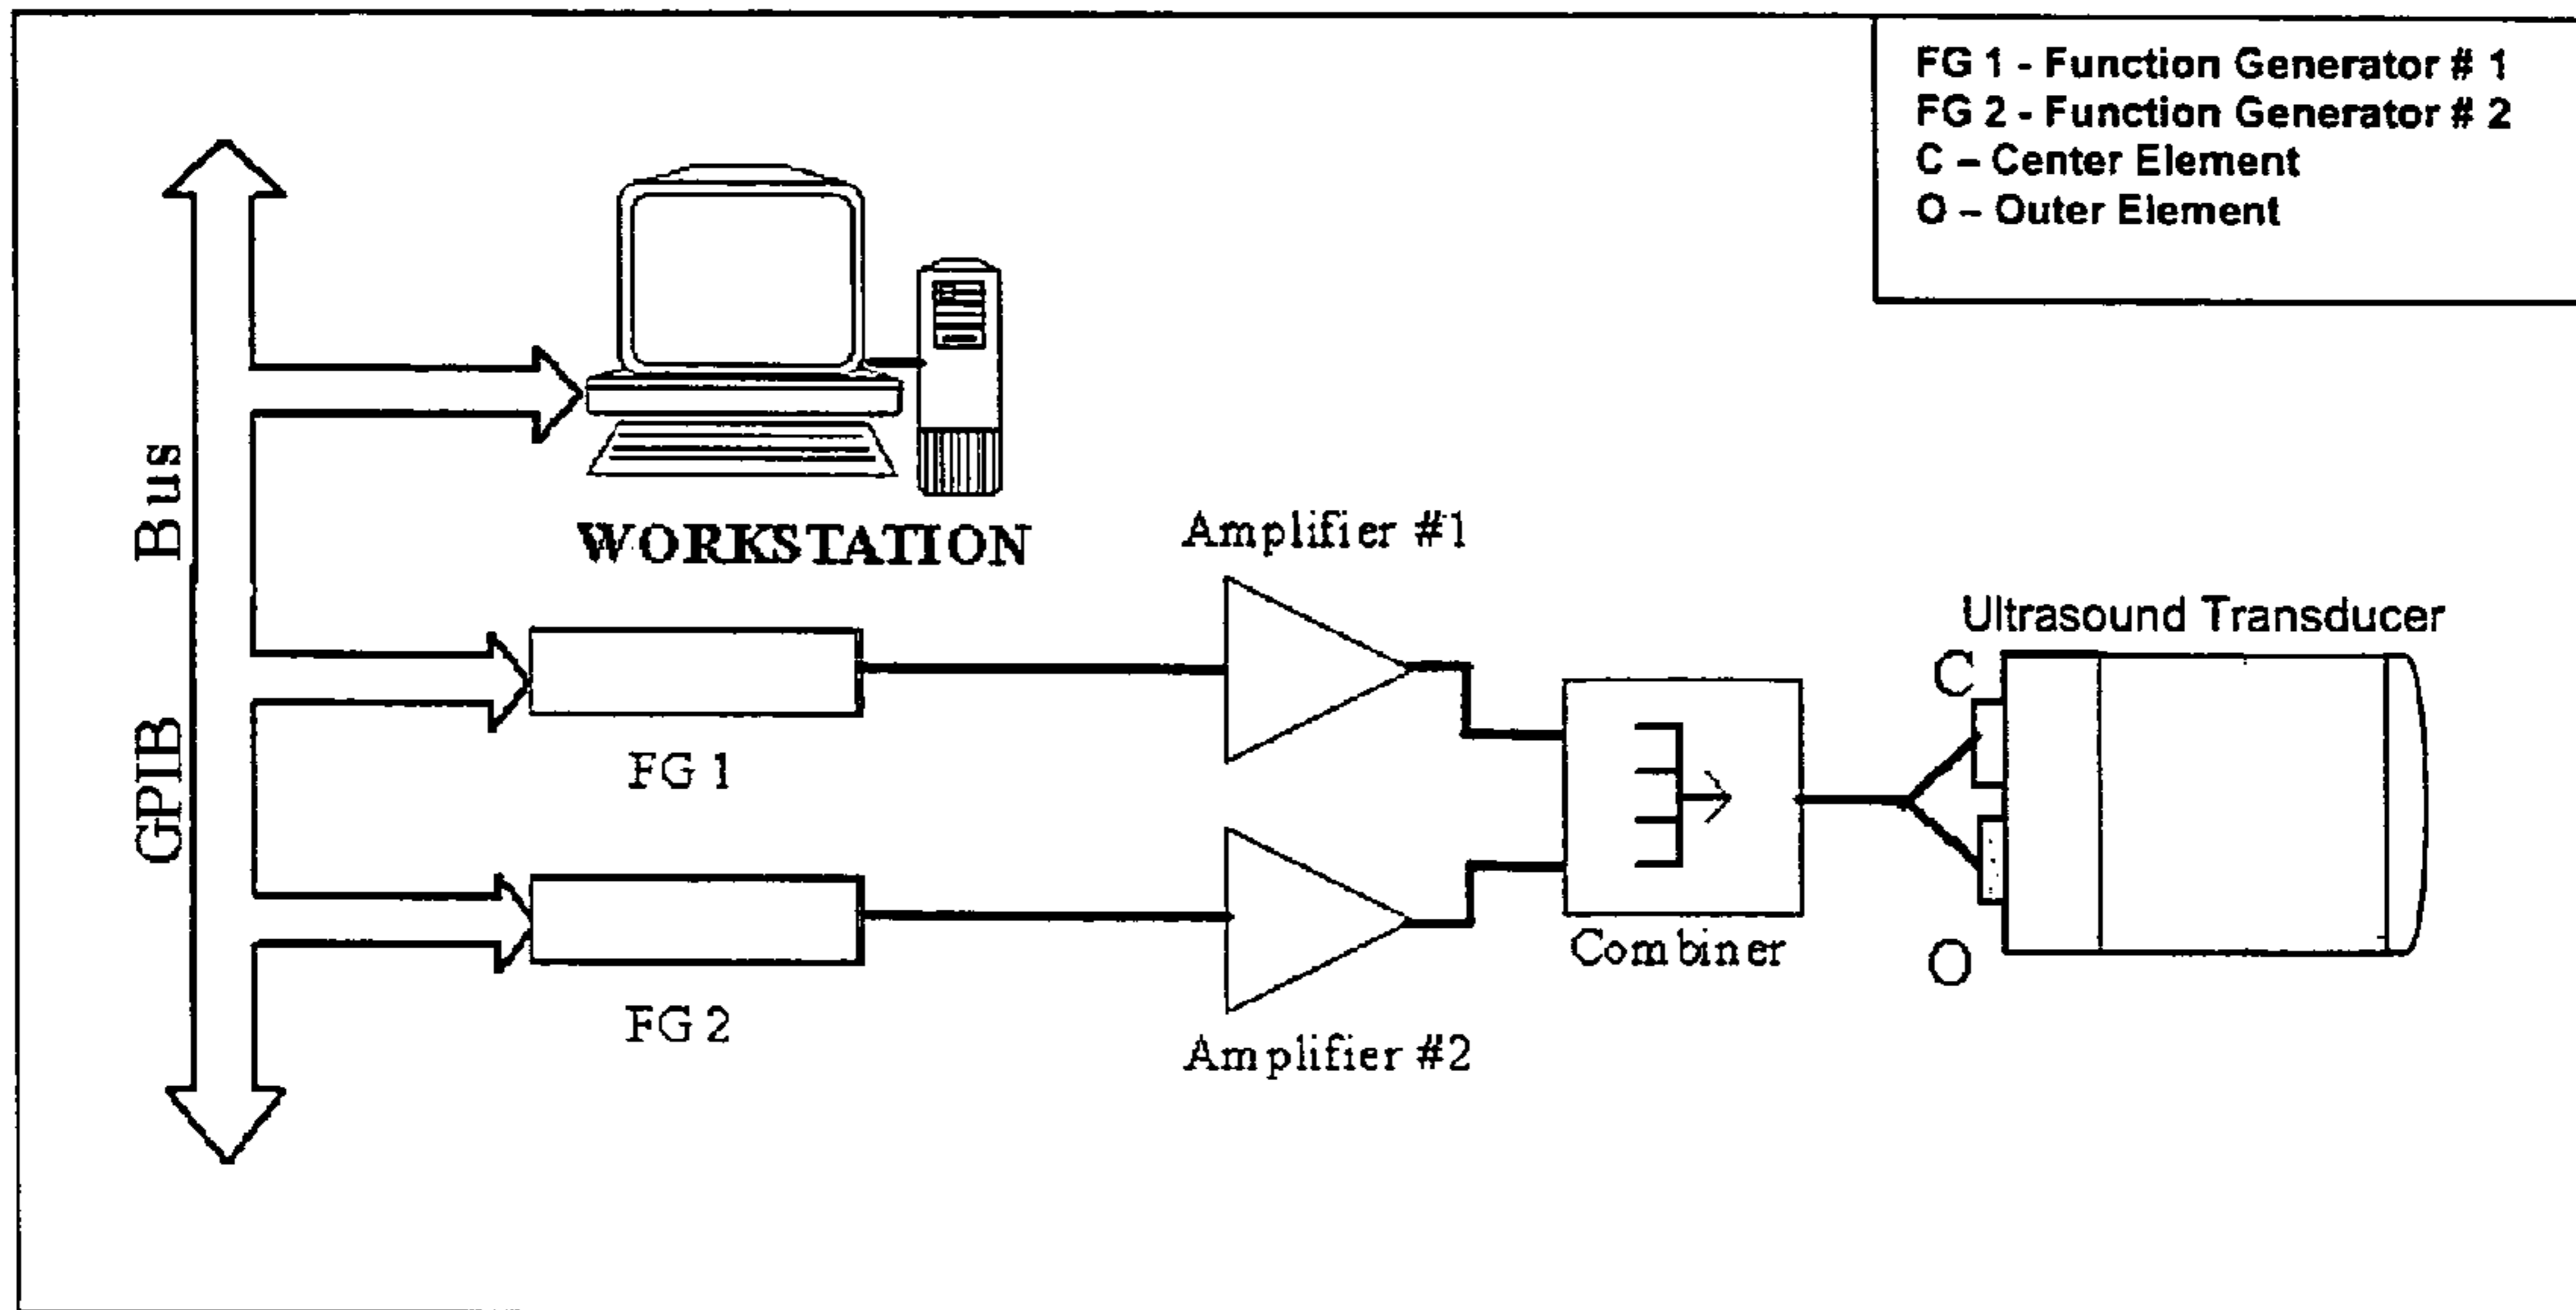 FG 1 - Function Generator # 1
FG 2 - Function Generator # 2
C – Center Element
O – Outer Element
GPIB Bus
WORKSTATION
Amplifier #1
Ultrasound Transducer
C
FG 1
Combiner
O
FG 2
Amplifier #2